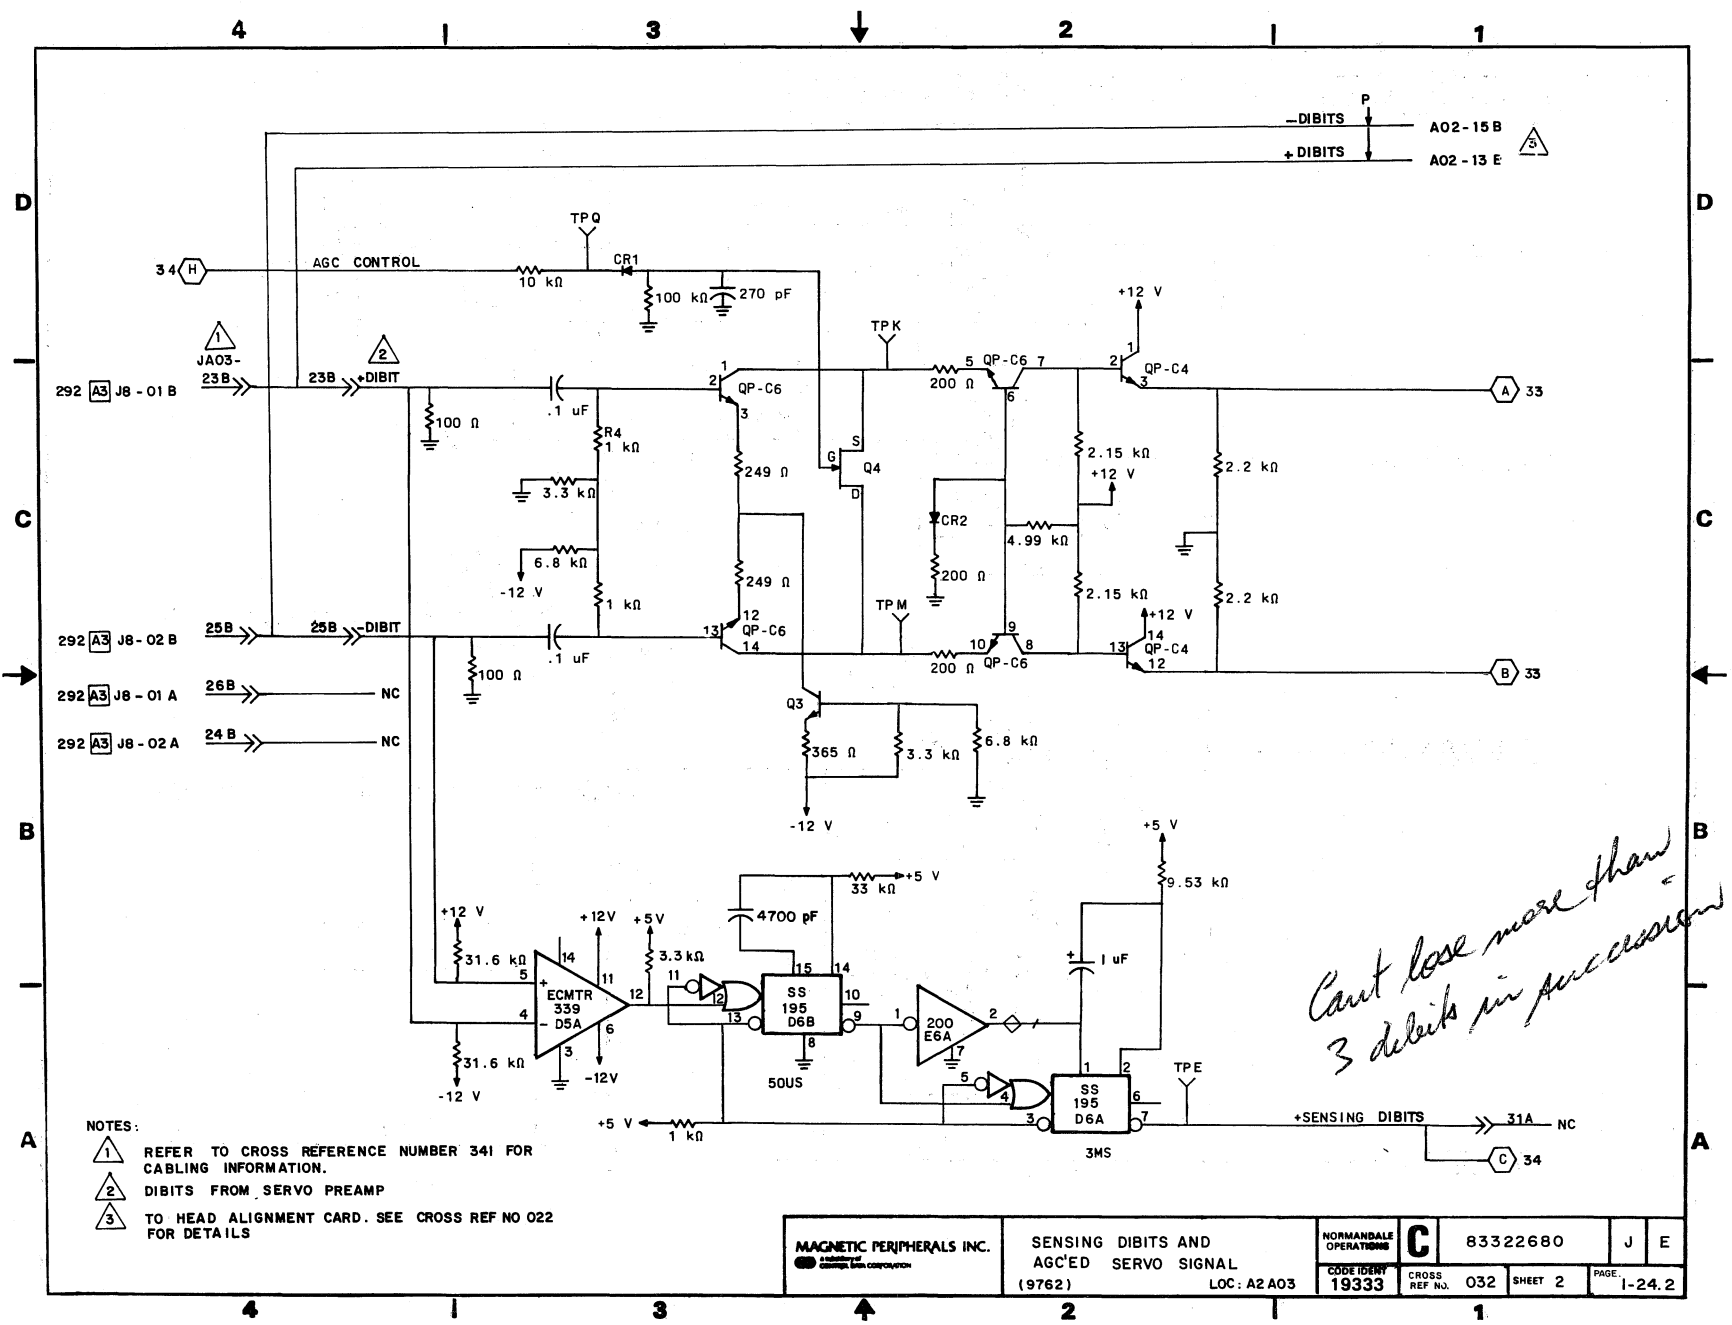 4 3 2 1
P
-DIBITS A02-15B
3
+DIBITS A02-13E
D D
TPQ
34 H AGC CONTROL CR1
10 kΩ 100 kΩ 270 pF
+12 V
1 TPK
JA03- 2
292 A3 J8-01B 23B 23B +DIBIT
1 2 QP-C6 3
200 Ω 5 QP-C6 7 6
1 2 QP-C4 3
A 33
100 Ω .1 uF
R4
1 kΩ
S
G Q4
D
2.15 kΩ
+12 V
2.2 kΩ
249 Ω
3.3 kΩ
C C
CR2
4.99 kΩ
6.8 kΩ
-12 V
249 Ω
200 Ω
1 kΩ
2.15 kΩ
2.2 kΩ
TPM
+12 V
292 A3 J8-02B 25B 25B -DIBIT
.1 uF
12 13 QP-C6 14
200 Ω 10 QP-C6 9 8
14 13 QP-C4 12
B 33
100 Ω
292 A3 J8-01A 26B NC
Q3
292 A3 J8-02A 24B NC
365 Ω 3.3 kΩ 6.8 kΩ
-12 V
B B
+5 V
9.53 kΩ
33 kΩ +5 V
4700 pF
+12 V +12V +5V
31.6 kΩ 14 11 3.3 kΩ
5 + ECMTR 339 D5A 12
4 - 6 3
31.6 kΩ
-12 V -12V
11 12 13 15 14
SS 195 D6B
10 9 8
50US
1 200 E6A 2 7
+ 1 uF
5 4 3 1 2
SS 195 D6A
6 7
3MS
TPE
+5 V 1 kΩ
+SENSING DIBITS 31A NC
C 34
Cant lose more than
3 dibits in succession
A A
NOTES:
1 REFER TO CROSS REFERENCE NUMBER 341 FOR
CABLING INFORMATION.
2 DIBITS FROM SERVO PREAMP
3 TO HEAD ALIGNMENT CARD. SEE CROSS REF NO 022
FOR DETAILS
MAGNETIC PERIPHERALS INC.
a subsidiary of
CONTROL DATA CORPORATION
SENSING DIBITS AND
AGC'ED SERVO SIGNAL
(9762) LOC: A2A03
NORMANDALE
OPERATIONS
C 83322680 J E
CODE IDENT
19333
CROSS
REF NO. 032 SHEET 2 PAGE. 1-24.2
4 3 2 1